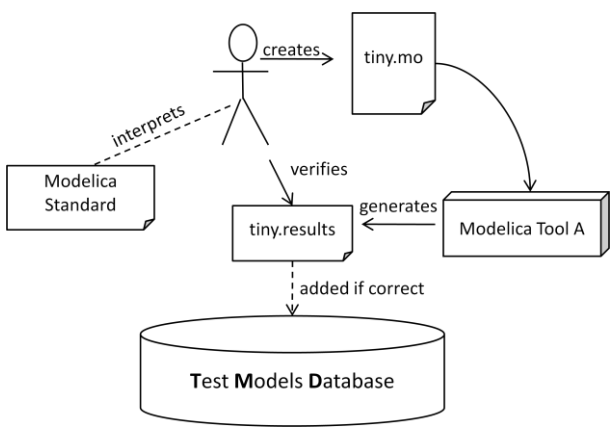 creates
tiny.mo
interprets
Modelica
Standard
verifies
generates
tiny.results
Modelica Tool A
added if correct
Test Models Database